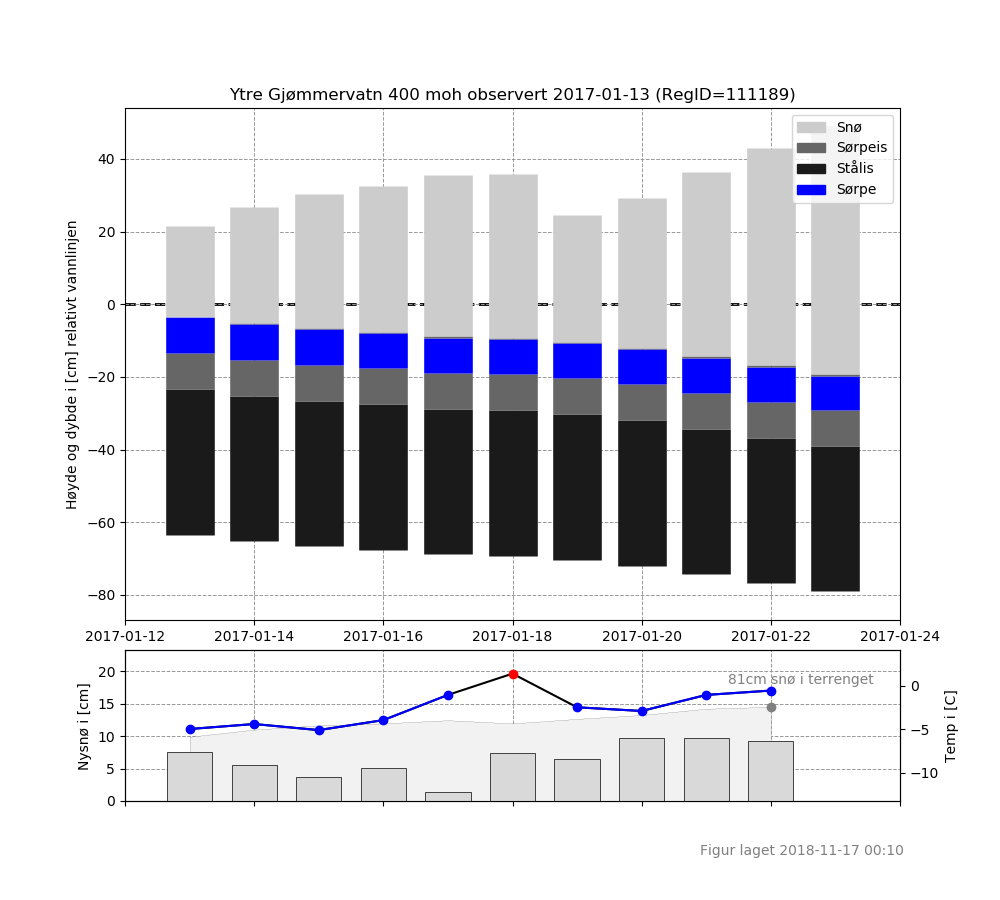 Ytre Gjømmervatn 400 moh observert 2017-01-13 (RegID=111189)
Snø
Sørpeis
Stålis
Sørpe
Høyde og dybde i [cm] relativt vannlinjen
40
20
0
−20
−40
−60
−80
2017-01-12
2017-01-14
2017-01-16
2017-01-18
2017-01-20
2017-01-22
2017-01-24
81cm snø i terrenget
Nysnø i [cm]
20
15
10
5
0
0
−5
−10
Temp i [C]
Figur laget 2018-11-17 00:10